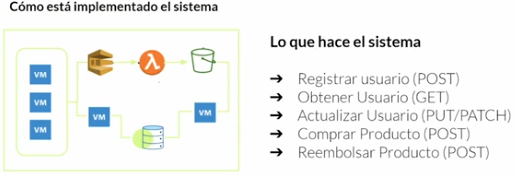 Cómo está implementado el sistema
VM
VM
VM
VM
VM
Lo que hace el sistema
➔ Registrar usuario (POST)
➔ Obtener Usuario (GET)
➔ Actualizar Usuario (PUT/PATCH)
➔ Comprar Producto (POST)
➔ Reembolsar Producto (POST)